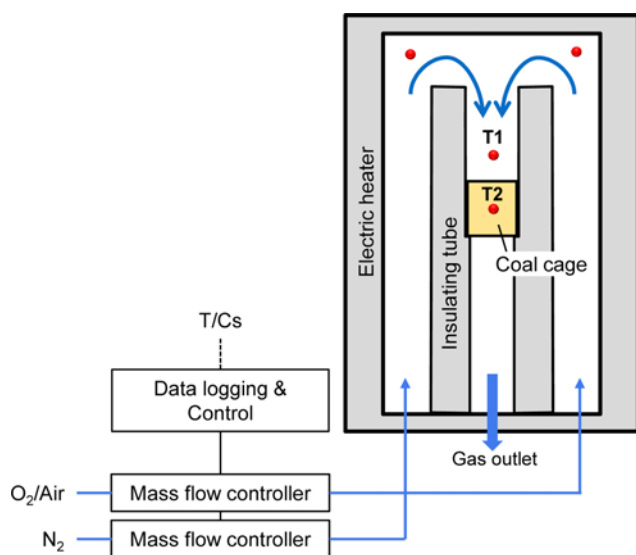 T1
T2
Electric heater
Insulating tube
Coal cage
T/Cs
Data logging &
Control
Gas outlet
O₂/Air
Mass flow controller
N₂
Mass flow controller